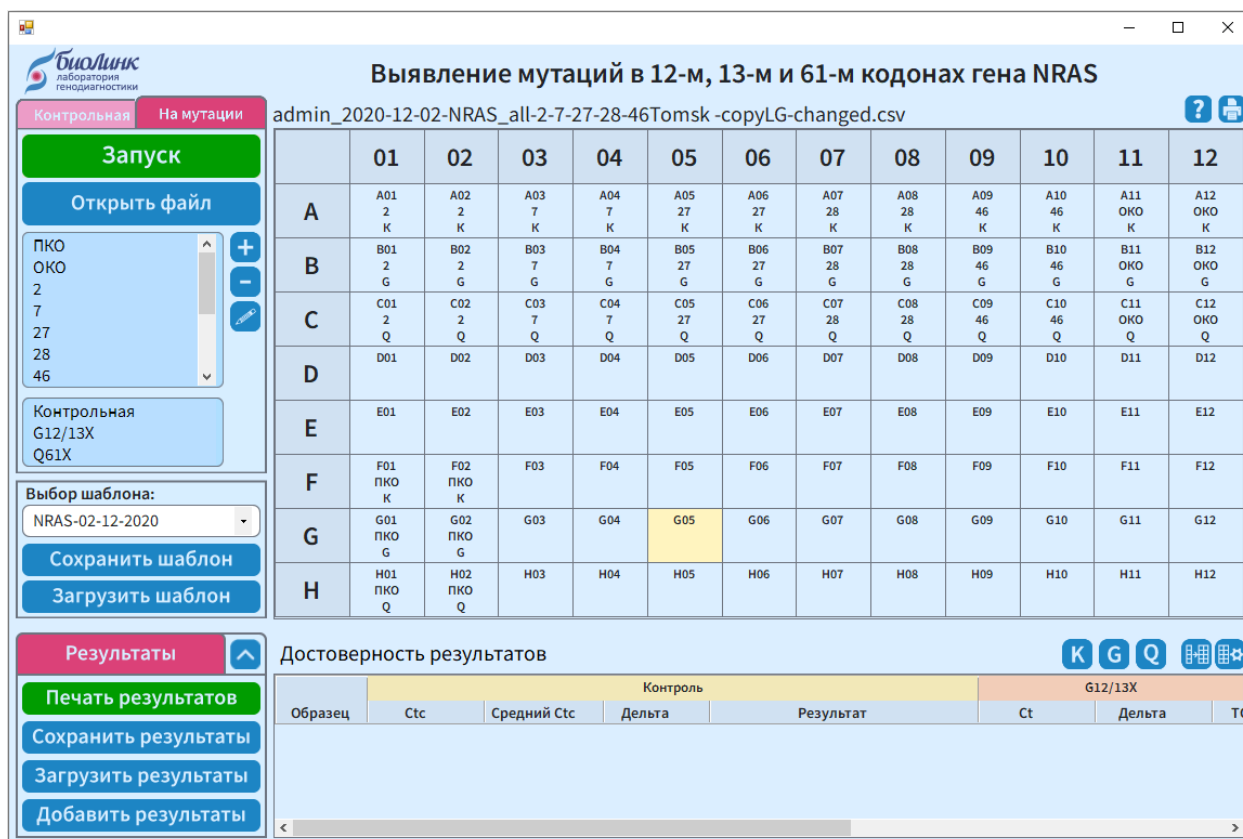 биоЛинк
лаборатория
генодиагностики
Выявление мутаций в 12-м, 13-м и 61-м кодонах гена NRAS
Контрольная На мутации
admin_2020-12-02-NRAS_all-2-7-27-28-46Tomsk -copyLG-changed.csv
?
Запуск
Открыть файл
ПКО
ОКО
2
7
27
28
46
Контрольная
G12/13X
Q61X
Выбор шаблона:
NRAS-02-12-2020
Сохранить шаблон
Загрузить шаблон
01 02 03 04 05 06 07 08 09 10 11 12
A
A01 A02 A03 A04 A05 A06 A07 A08 A09 A10 A11 A12
2 2 7 7 27 27 28 28 46 46 ОКО ОКО
К К К К К К К К К К К К
B
B01 B02 B03 B04 B05 B06 B07 B08 B09 B10 B11 B12
2 2 7 7 27 27 28 28 46 46 ОКО ОКО
G G G G G G G G G G G G
C
C01 C02 C03 C04 C05 C06 C07 C08 C09 C10 C11 C12
2 2 7 7 27 27 28 28 46 46 ОКО ОКО
Q Q Q Q Q Q Q Q Q Q Q Q
D
D01 D02 D03 D04 D05 D06 D07 D08 D09 D10 D11 D12
E
E01 E02 E03 E04 E05 E06 E07 E08 E09 E10 E11 E12
F
F01 F02 F03 F04 F05 F06 F07 F08 F09 F10 F11 F12
ПКО ПКО
К К
G
G01 G02 G03 G04 G05 G06 G07 G08 G09 G10 G11 G12
ПКО ПКО
G G
H
H01 H02 H03 H04 H05 H06 H07 H08 H09 H10 H11 H12
ПКО ПКО
Q Q
Результаты
Печать результатов
Сохранить результаты
Загрузить результаты
Добавить результаты
Достоверность результатов
K G Q
Контроль G12/13X
Образец Ctc Средний Ctc Дельта Результат Ct Дельта